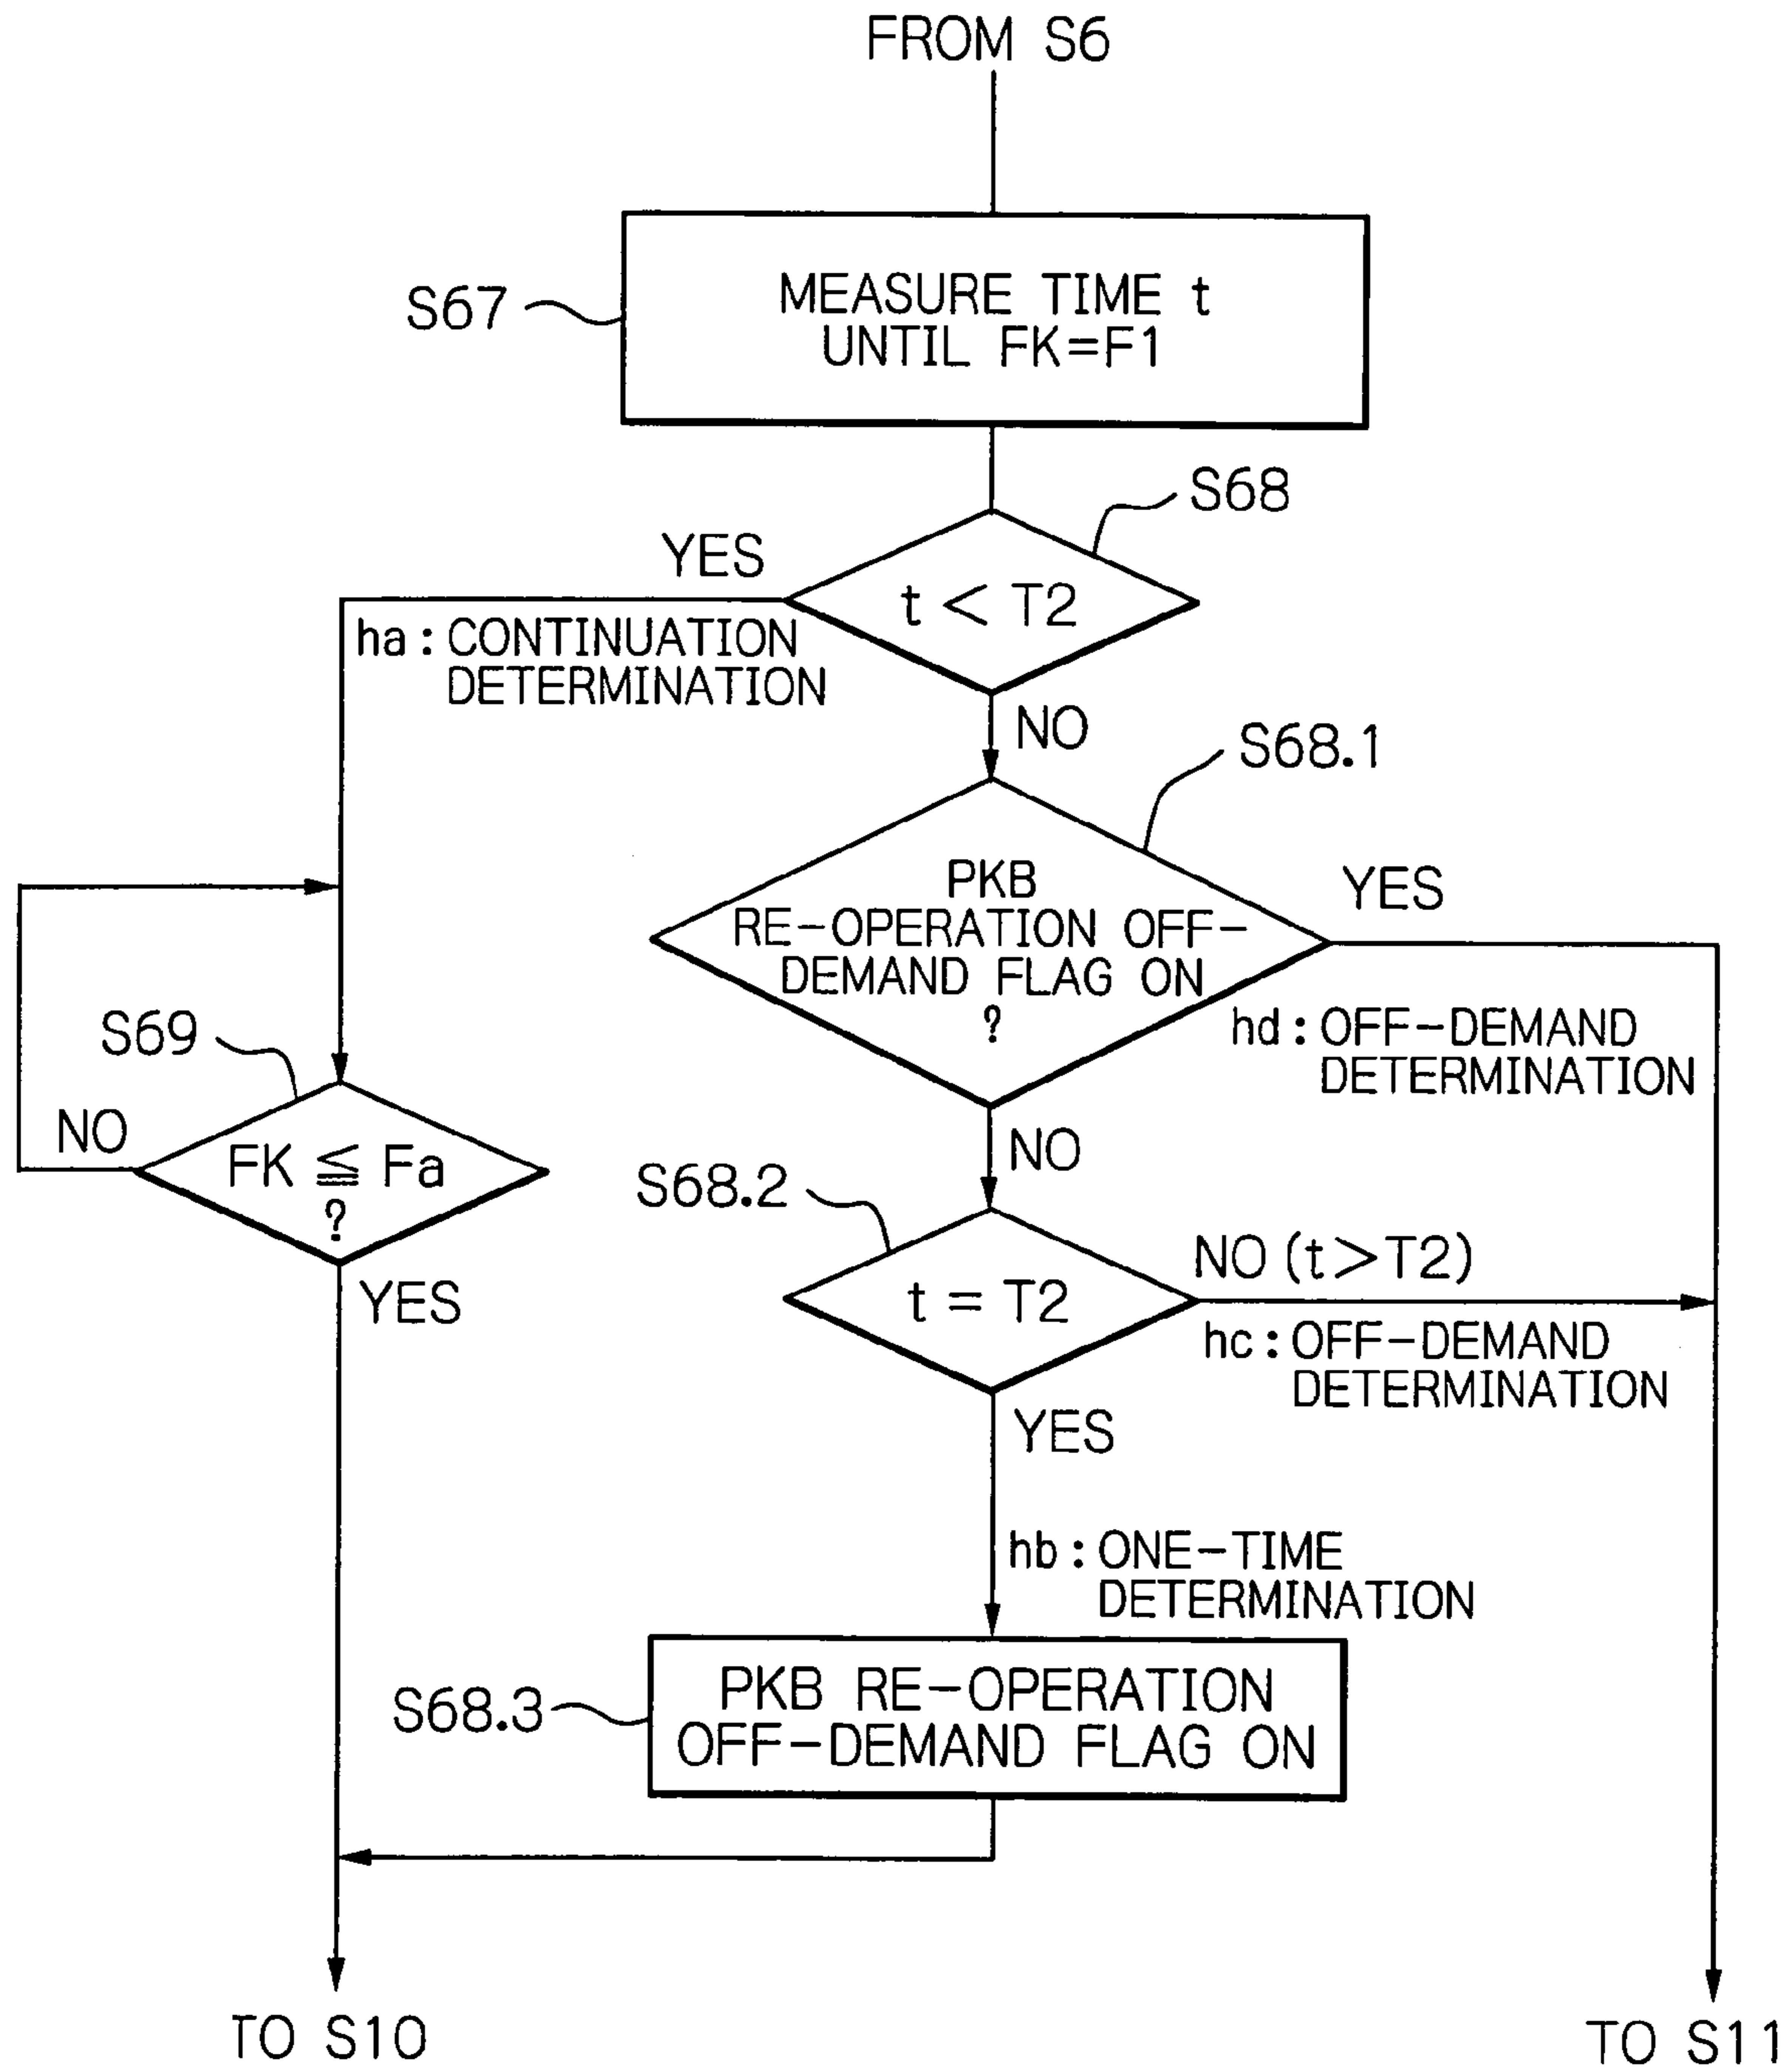 FROM S6
S67
MEASURE TIME t
UNTIL FK=F1
S68
YES
t < T2
ha : CONTINUATION
DETERMINATION
NO
S68.1
PKB
RE-OPERATION OFF-
DEMAND FLAG ON
?
YES
hd : OFF-DEMAND
DETERMINATION
S69
NO
FK ≦ Fa
?
YES
NO
S68.2
t = T2
NO (t>T2)
hc : OFF-DEMAND
DETERMINATION
YES
hb : ONE-TIME
DETERMINATION
S68.3
PKB RE-OPERATION
OFF-DEMAND FLAG ON
TO S10
TO S11